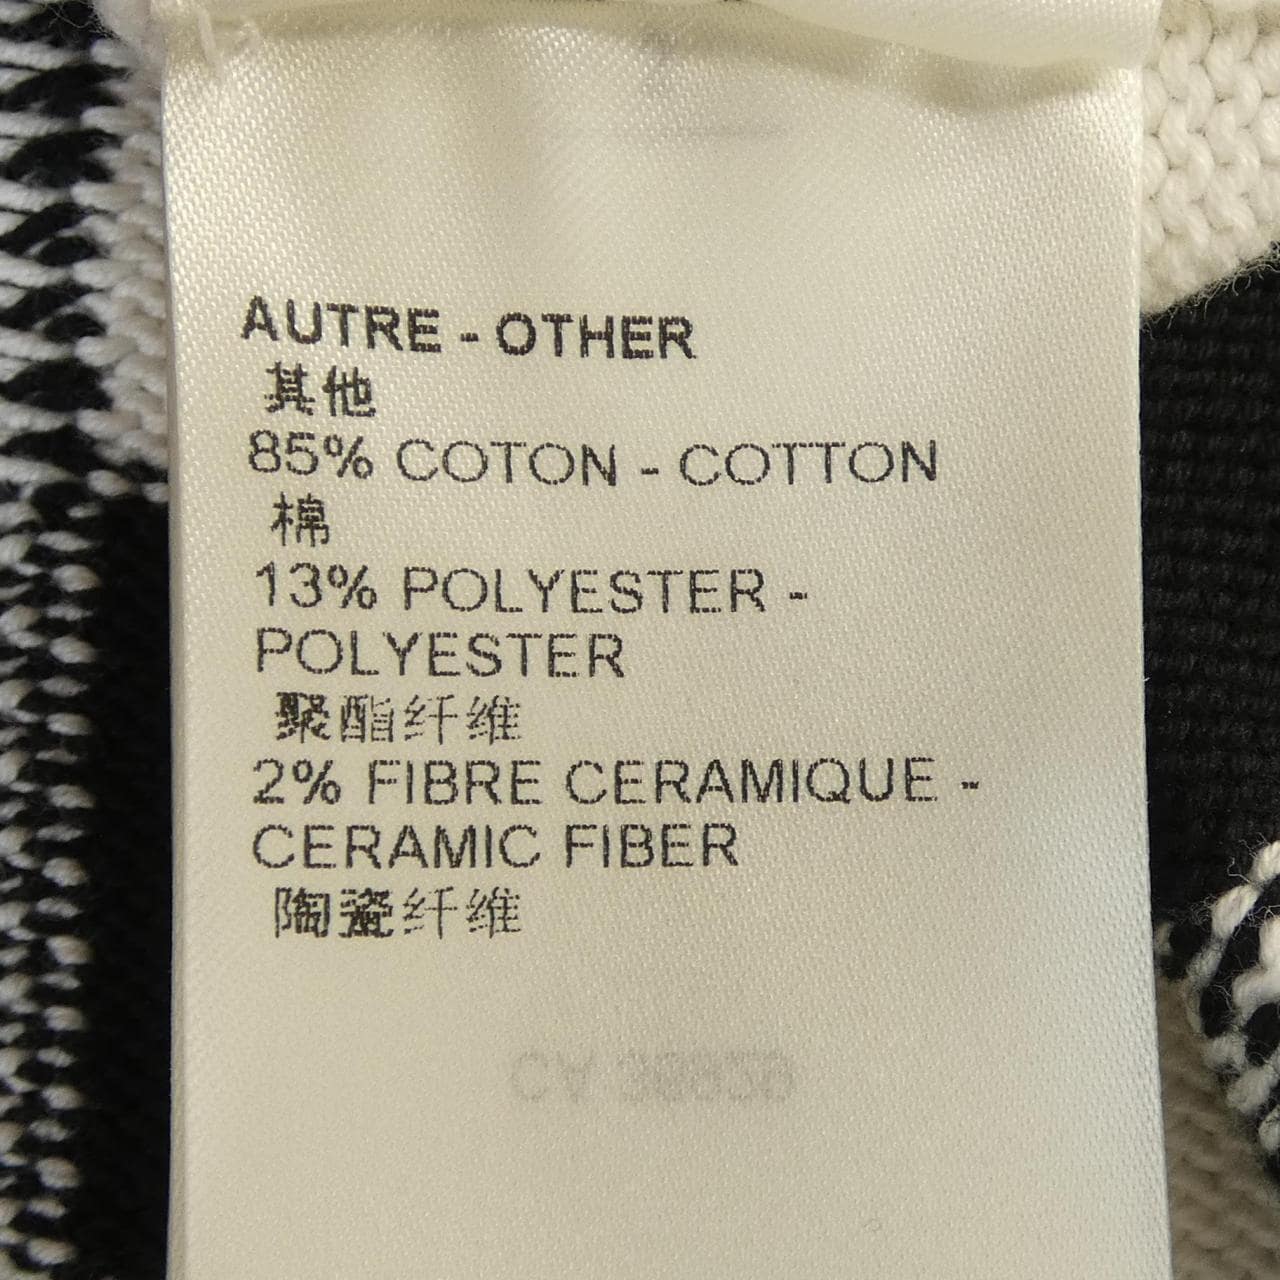 AUTRE - OTHER
其他
85% COTON - COTTON
棉
13% POLYESTER -
POLYESTER
聚酯纤维
2% FIBRE CERAMIQUE -
CERAMIC FIBER
陶瓷纤维